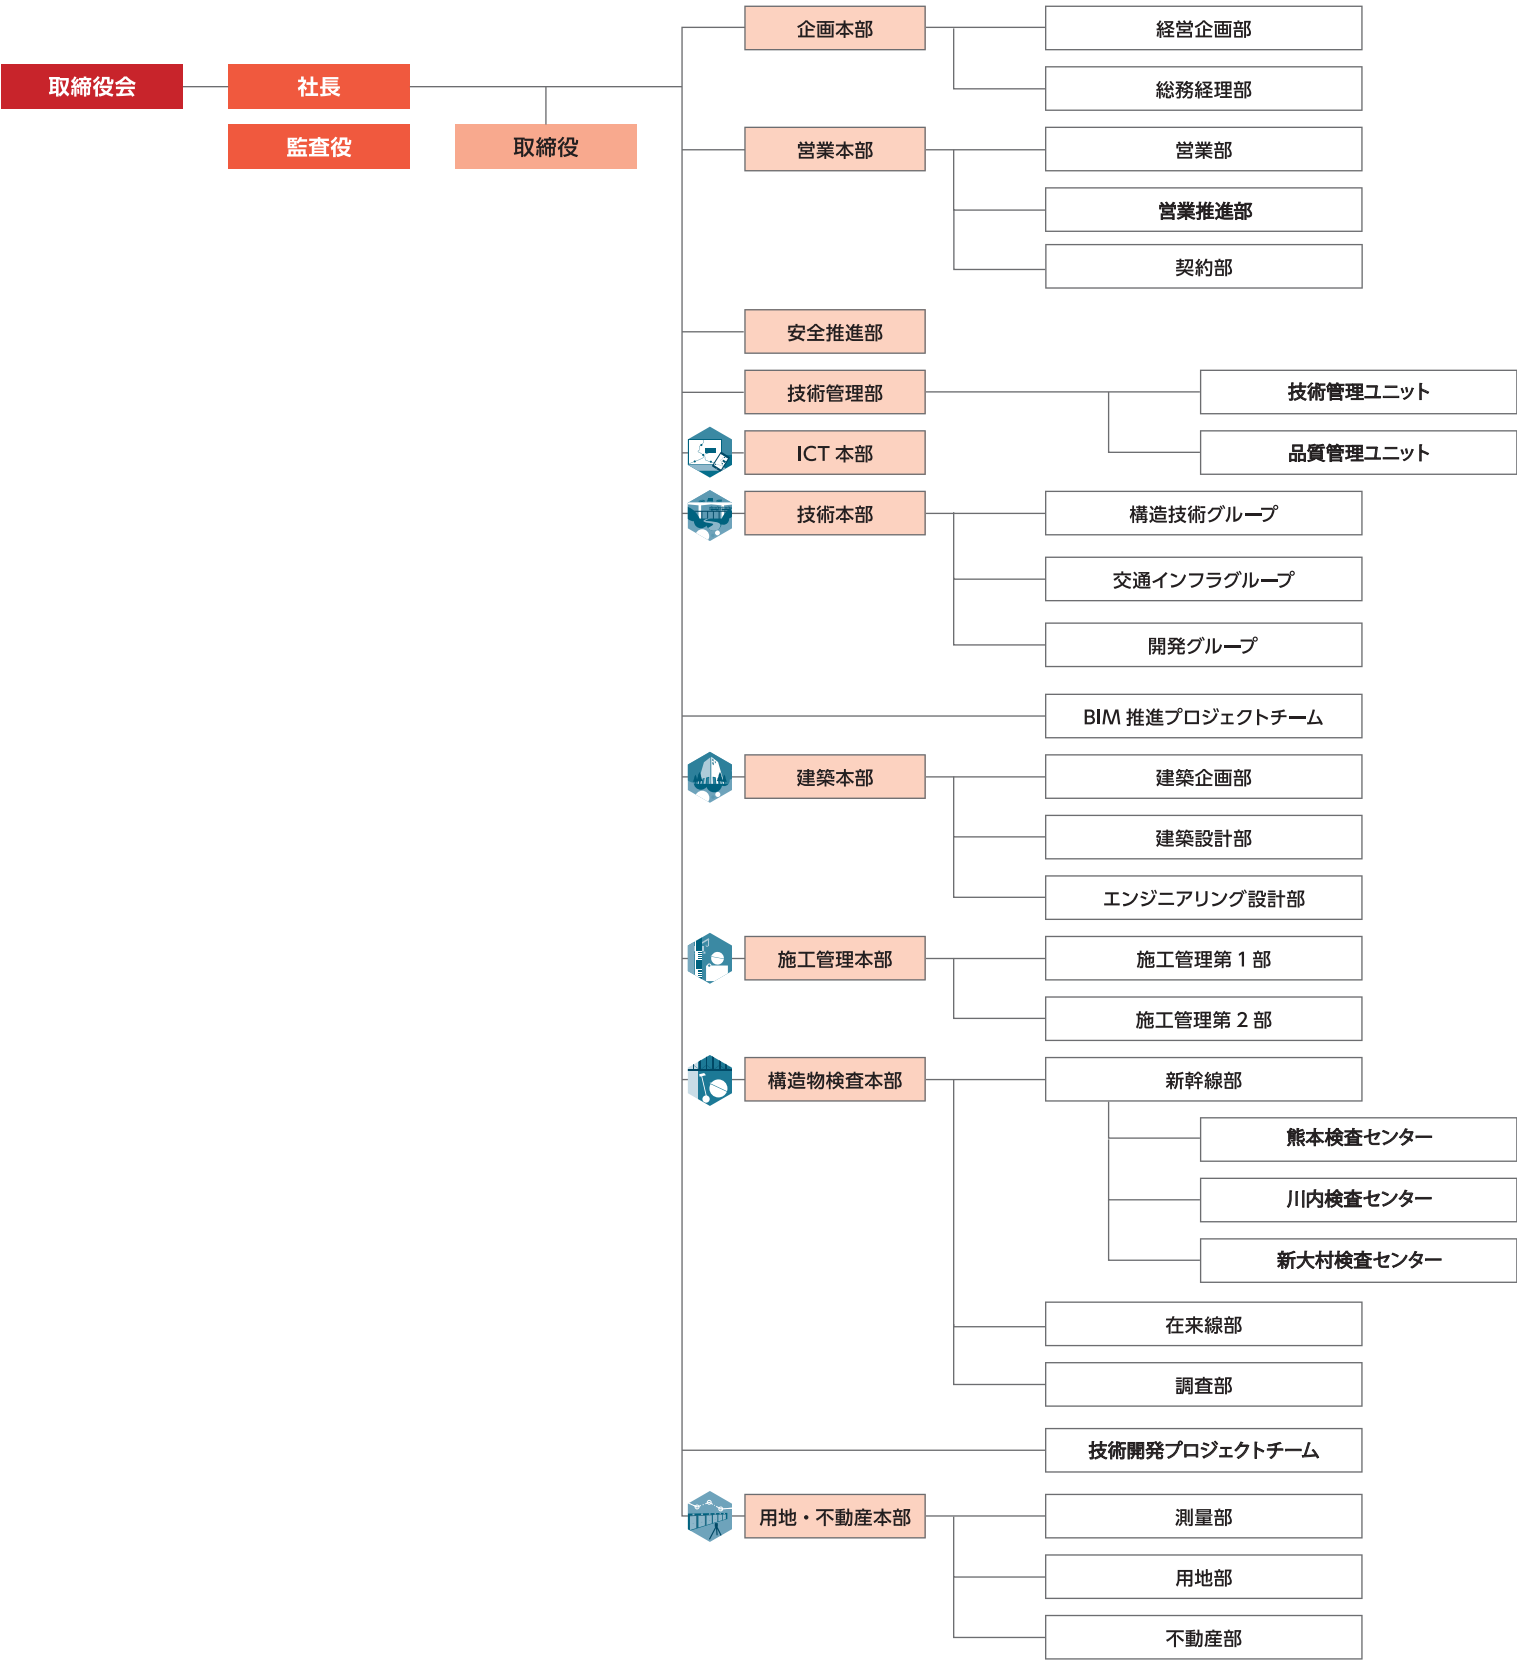 取締役会
社長
監査役
取締役
企画本部
経営企画部
総務経理部
営業本部
営業部
営業推進部
契約部
安全推進部
技術管理部
技術管理ユニット
品質管理ユニット
ICT 本部
技術本部
構造技術グループ
交通インフラグループ
開発グループ
BIM 推進プロジェクトチーム
建築本部
建築企画部
建築設計部
エンジニアリング設計部
施工管理本部
施工管理第 1 部
施工管理第 2 部
構造物検査本部
新幹線部
熊本検査センター
川内検査センター
新大村検査センター
在来線部
調査部
技術開発プロジェクトチーム
用地・不動産本部
測量部
用地部
不動産部